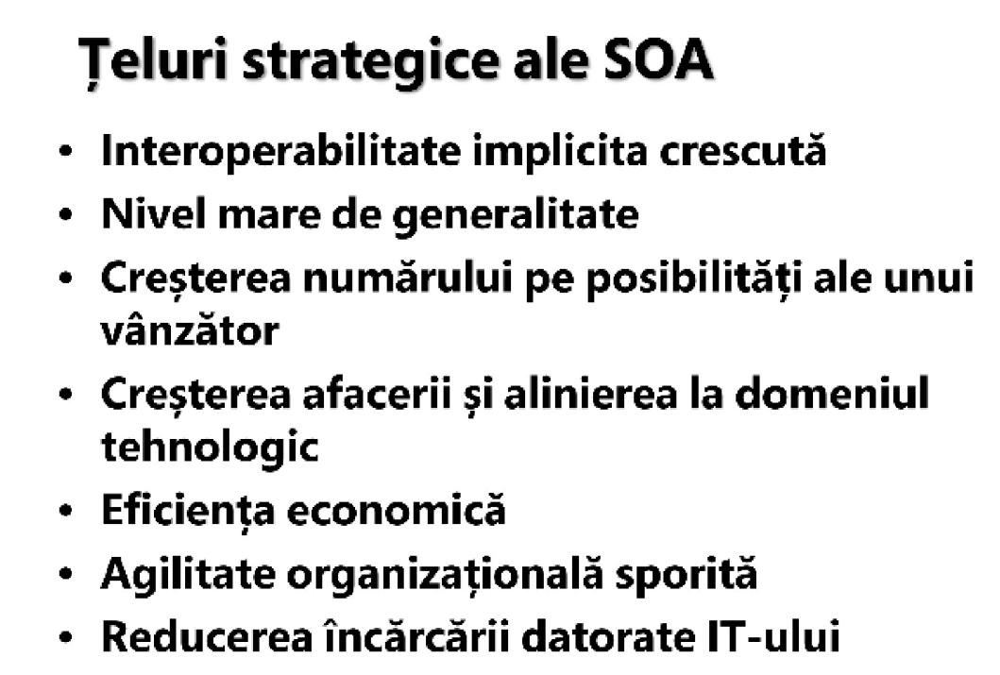 Țeluri strategice ale SOA
• Interoperabilitate implicita crescută
• Nivel mare de generalitate
• Creșterea numărului pe posibilități ale unui
vânzător
• Creșterea afacerii și alinierea la domeniul
tehnologic
• Eficiența economică
• Agilitate organizațională sporită
• Reducerea încărcării datorate IT-ului